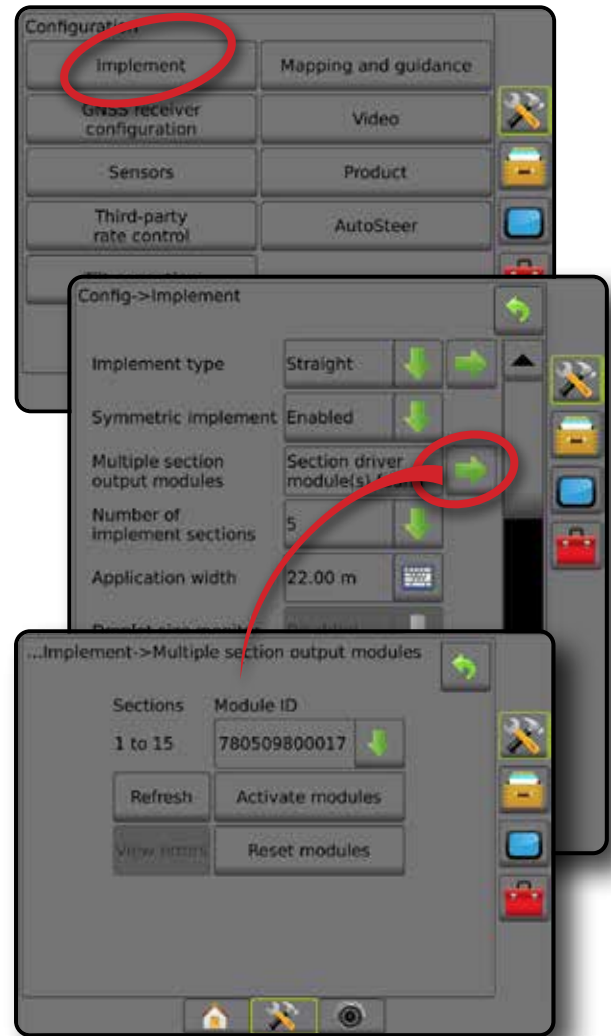 Configuration
Implement
Mapping and guidance
GNSS receiver
configuration
Video
Sensors
Product
Third-party
rate control
AutoSteer
Config->Implement
Implement type
Straight
Symmetric implement
Enabled
Multiple section
output modules
Section driver
module(s)
Number of
implement sections
5
Application width
22.00 m
...Implement->Multiple section output modules
Sections
Module ID
1 to 15
780509800017
Refresh
Activate modules
View errors
Reset modules